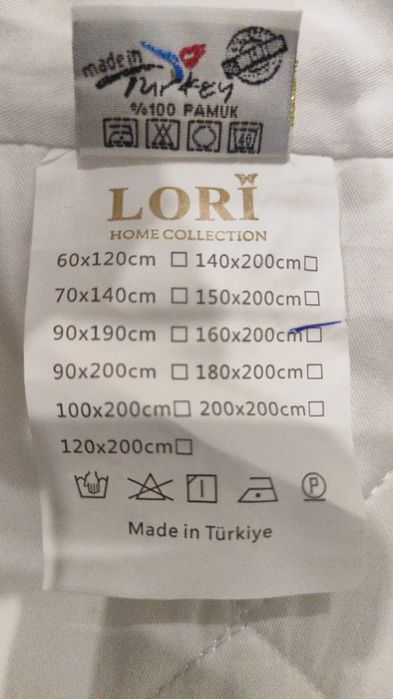 made in
Turkey
%100 PAMUK
40
LORİ
HOME COLLECTION
60x120cm 140x200cm
70x140cm 150x200cm
90x190cm 160x200cm
90x200cm 180x200cm
100x200cm 200x200cm
120x200cm
P
Made in Türkiye